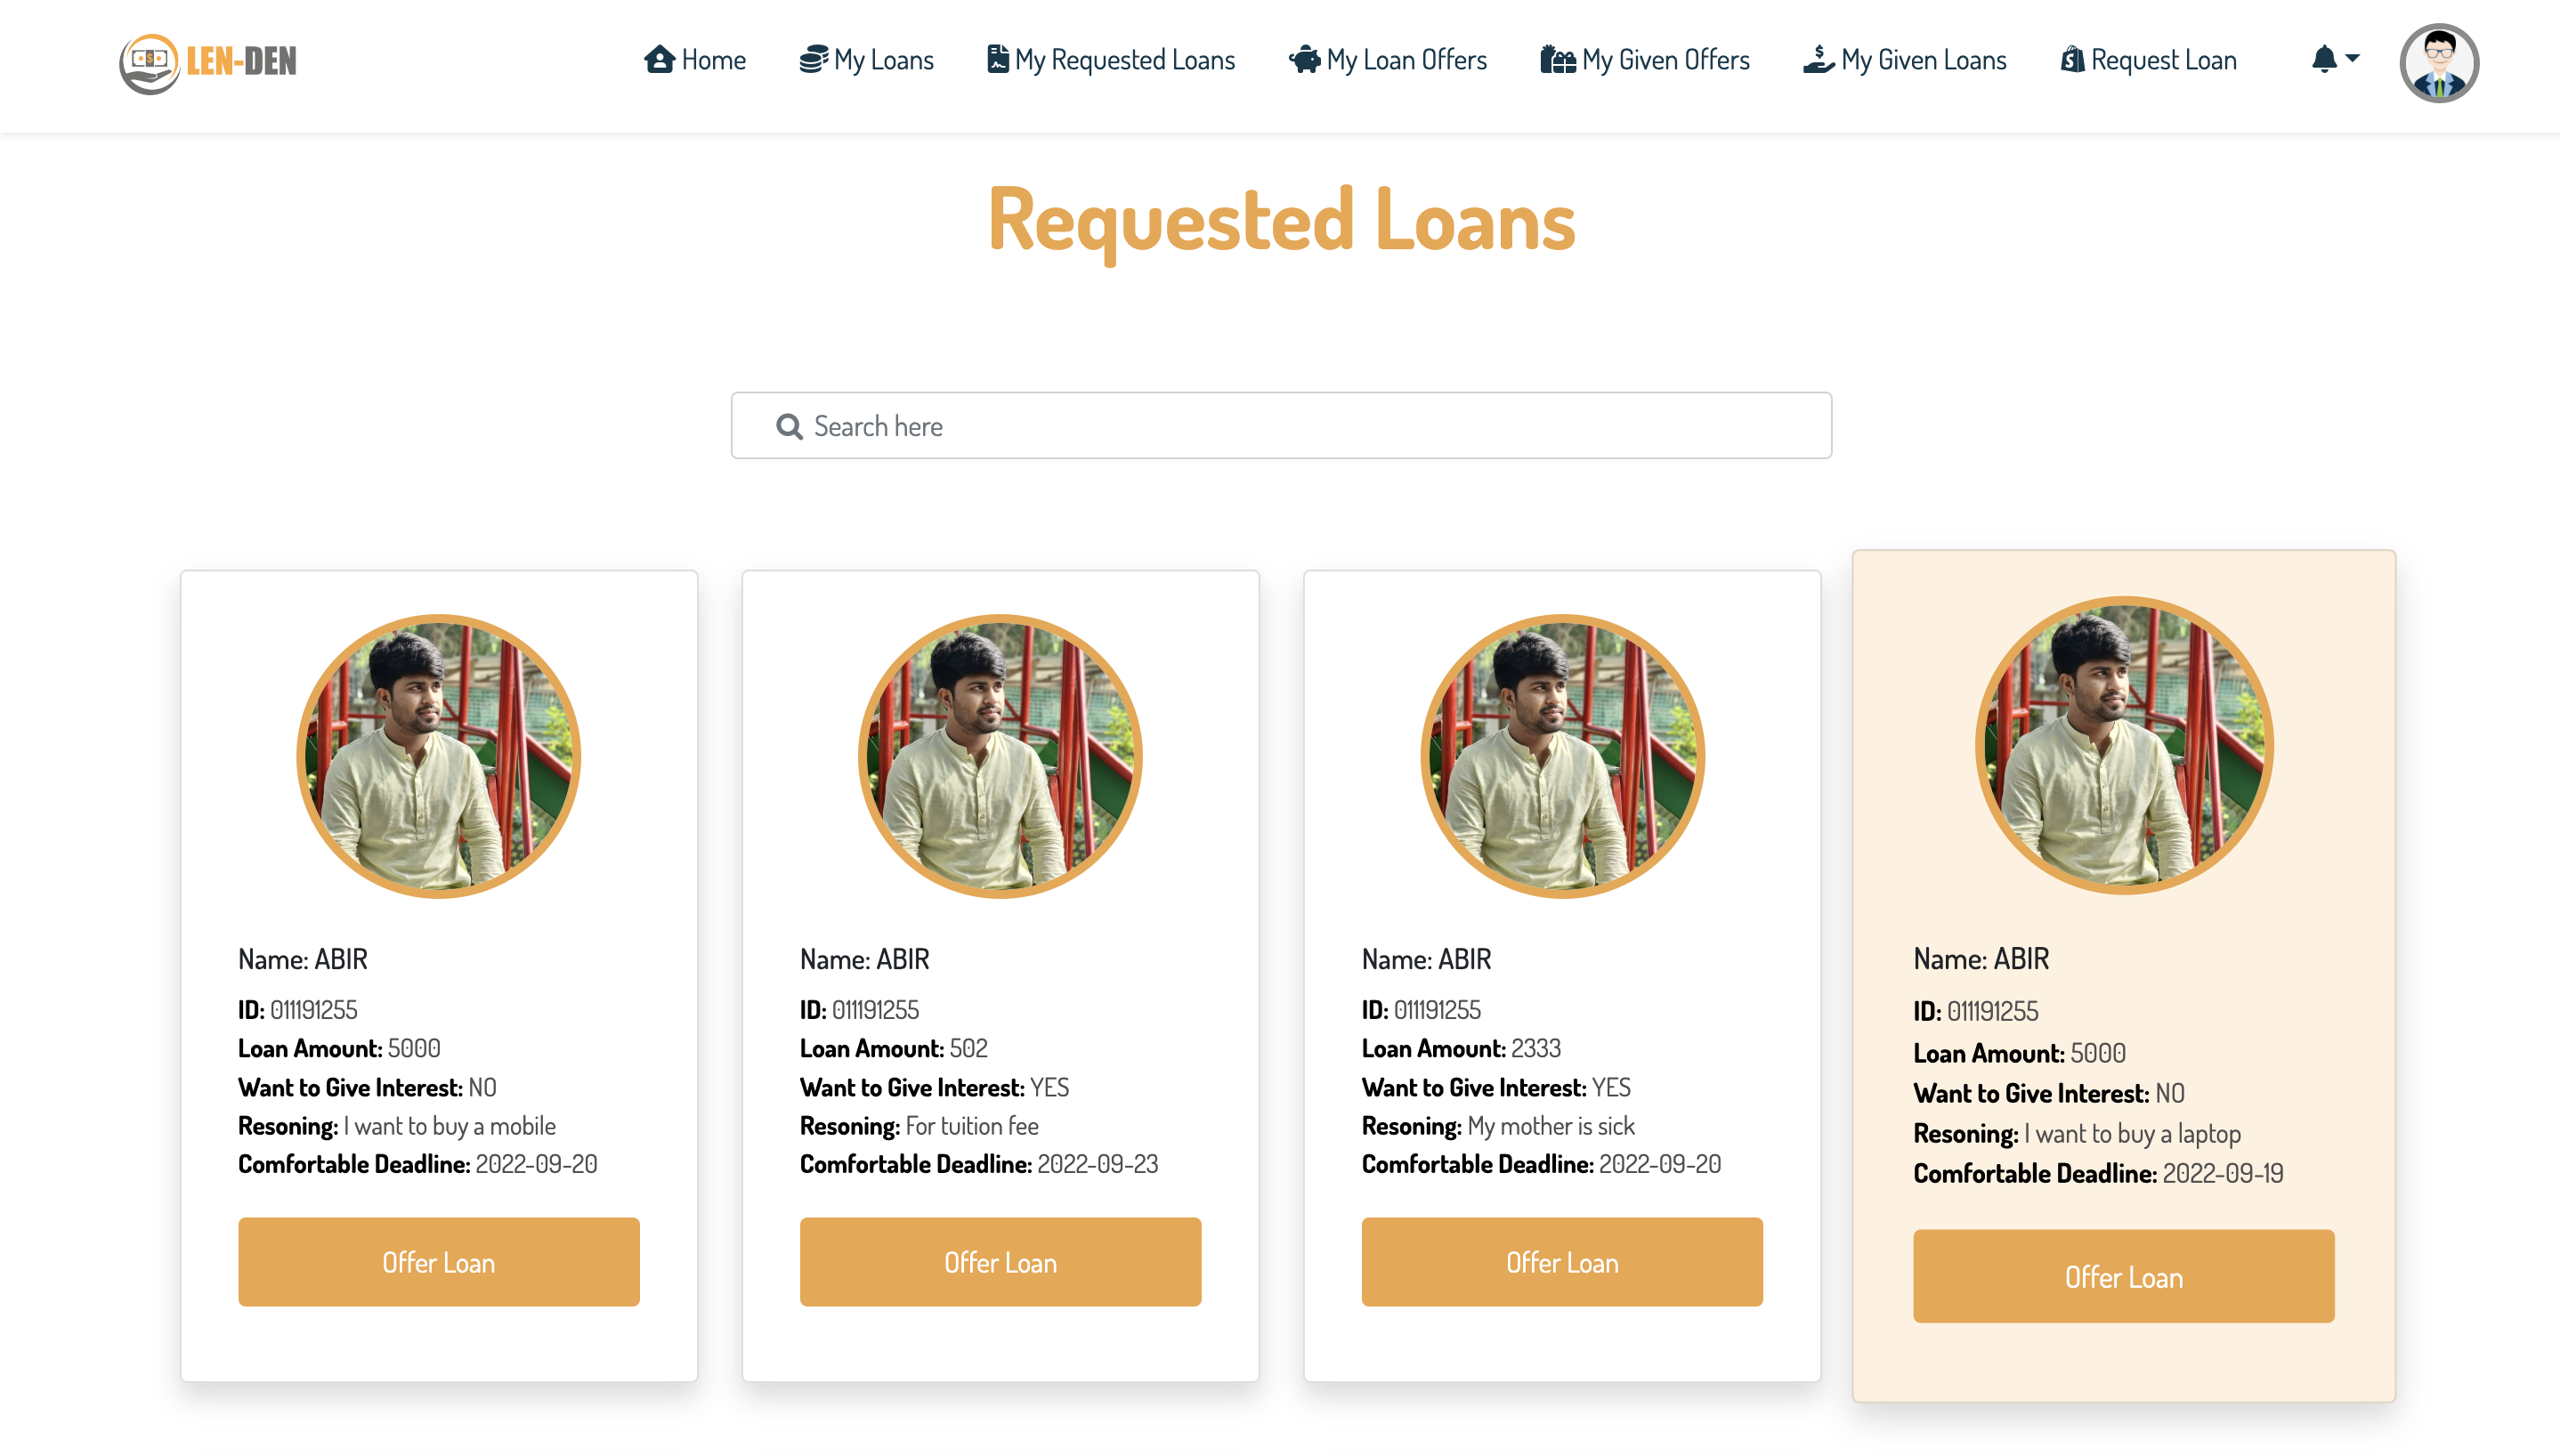 LEN-DEN
Home My Loans My Requested Loans My Loan Offers My Given Offers My Given Loans Request Loan
Requested Loans
Search here
Name: ABIR
ID: 011191255
Loan Amount: 5000
Want to Give Interest: NO
Resoning: I want to buy a mobile
Comfortable Deadline: 2022-09-20
Offer Loan
Name: ABIR
ID: 011191255
Loan Amount: 502
Want to Give Interest: YES
Resoning: For tuition fee
Comfortable Deadline: 2022-09-23
Offer Loan
Name: ABIR
ID: 011191255
Loan Amount: 2333
Want to Give Interest: YES
Resoning: My mother is sick
Comfortable Deadline: 2022-09-20
Offer Loan
Name: ABIR
ID: 011191255
Loan Amount: 5000
Want to Give Interest: NO
Resoning: I want to buy a laptop
Comfortable Deadline: 2022-09-19
Offer Loan